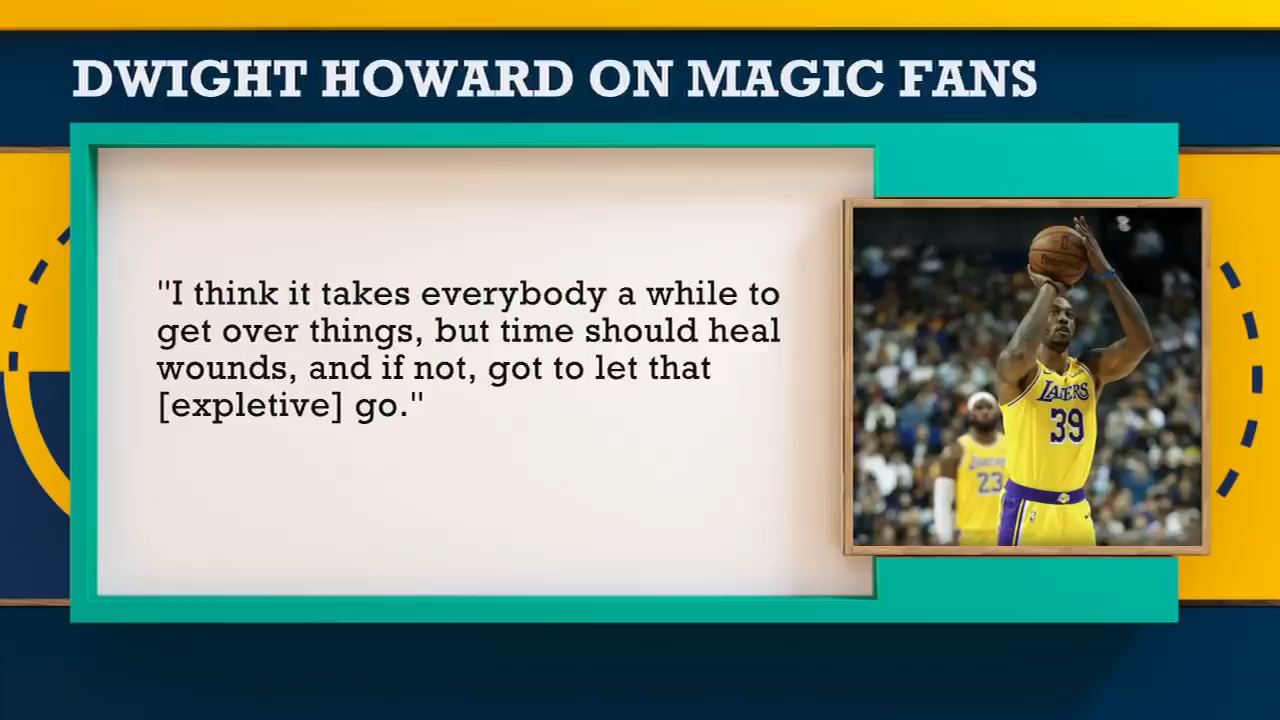 DWIGHT HOWARD ON MAGIC FANS
"I think it takes everybody a while to
get over things, but time should heal
wounds, and if not, got to let that
[expletive] go."
LAKERS
39
23